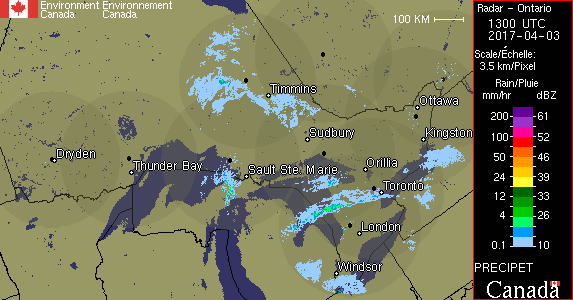 Environment Environnement
Canada Canada
100 KM
Timmins
Ottawa
Sudbury
Kingston
Dryden
Thunder Bay
Sault Ste. Marie
Orillia
Toronto
London
Windsor
Radar - Ontario
1300 UTC
2017-04-03
Scale/Échelle:
3.5 km/Pixel
Rain/Pluie
mm/hr dBZ
200 61
100 52
50 46
24 39
12 33
4 26
0.1 10
PRECIPET
Canada